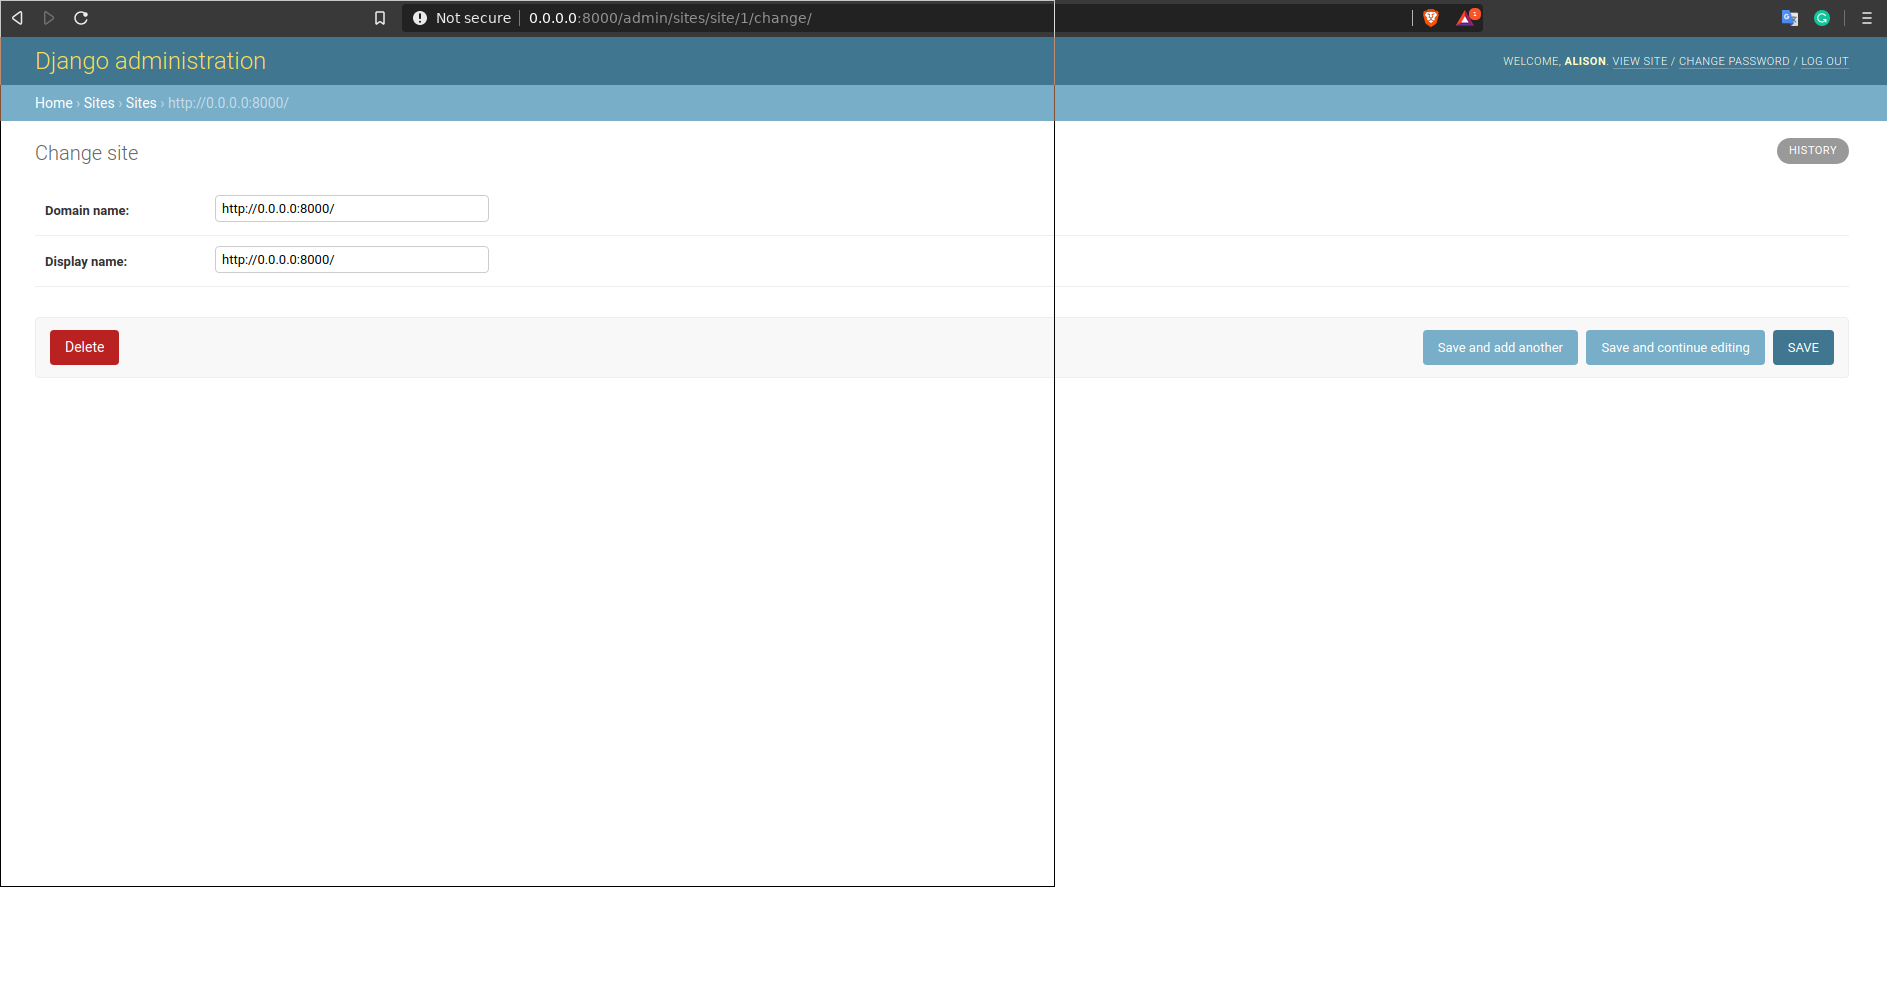 Not secure 0.0.0.0:8000/admin/sites/site/1/change/ 1
Django administration
WELCOME, ALISON. VIEW SITE / CHANGE PASSWORD / LOG OUT
Home › Sites › Sites › http://0.0.0.0:8000/
Change site
HISTORY
Domain name: http://0.0.0.0:8000/
Display name: http://0.0.0.0:8000/
Delete Save and add another Save and continue editing SAVE